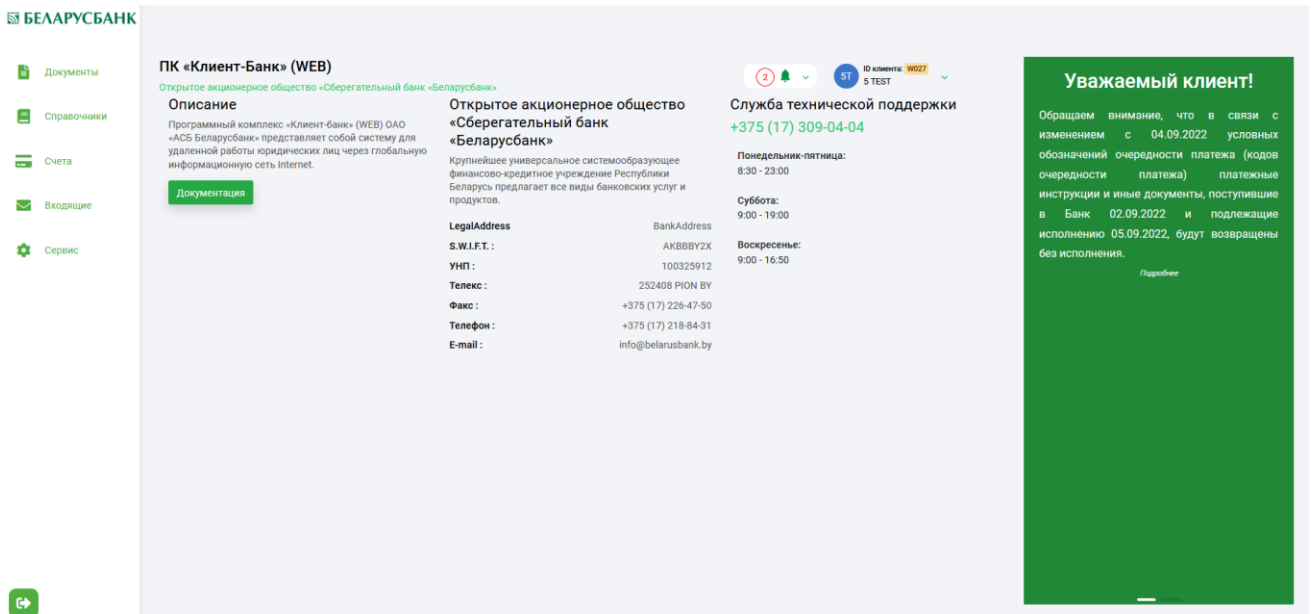 БЕЛАРУСБАНК
Документы
Справочники
Счета
Входящие
Сервис
ПК «Клиент-Банк» (WEB)
Открытое акционерное общество «Сберегательный банк «Беларусбанк»
2
5T
ID клиента: W027
5 TEST
Описание
Программный комплекс «Клиент-банк» (WEB) ОАО
«АСБ Беларусбанк» представляет собой систему для
удаленной работы юридических лиц через глобальную
информационную сеть Internet.
Документация
Открытое акционерное общество
«Сберегательный банк
«Беларусбанк»
Крупнейшее универсальное системообразующее
финансово-кредитное учреждение Республики
Беларусь предлагает все виды банковских услуг и
продуктов.
LegalAddress BankAddress
S.W.I.F.T. : AKBBBY2X
УНП : 100325912
Телекс : 252408 PION BY
Факс : +375 (17) 226-47-50
Телефон : +375 (17) 218-84-31
E-mail : info@belarusbank.by
Служба технической поддержки
+375 (17) 309-04-04
Понедельник-пятница:
8:30 - 23:00
Суббота:
9:00 - 19:00
Воскресенье:
9:00 - 16:50
Уважаемый клиент!
Обращаем внимание, что в связи с
изменением с 04.09.2022 условных
обозначений очередности платежа (кодов
очередности платежа) платежные
инструкции и иные документы, поступившие
в Банк 02.09.2022 и подлежащие
исполнению 05.09.2022, будут возвращены
без исполнения.
Подробнее